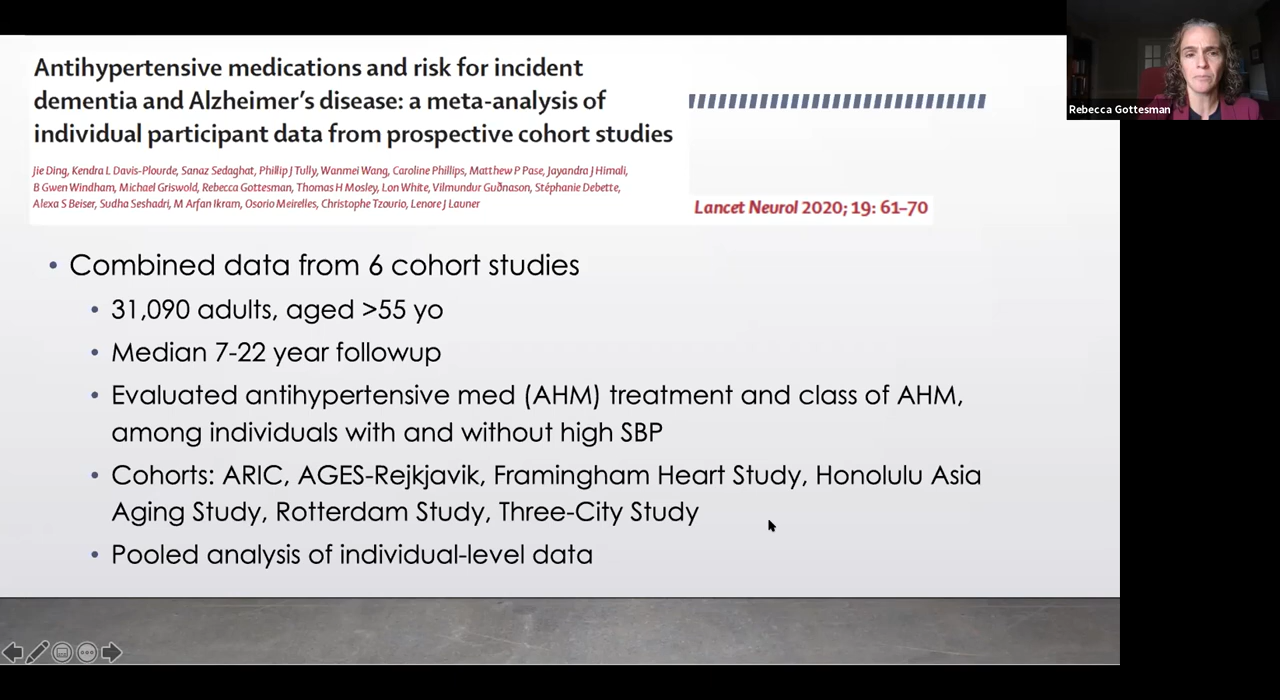 Antihypertensive medications and risk for incident
dementia and Alzheimer's disease: a meta-analysis of
individual participant data from prospective cohort studies
Jie Ding, Kendra L Davis-Plourde, Sanaz Sedaghat, Phillip J Tully, Wanmei Wang, Caroline Phillips, Matthew P Pase, Jayandra J Himali,
B Gwen Windham, Michael Griswold, Rebecca Gottesman, Thomas H Mosley, Lon White, Vilmundur Guðnason, Stéphanie Debette,
Alexa S Beiser, Sudha Seshadri, M Arfan Ikram, Osorio Meirelles, Christophe Tzourio, Lenore J Launer
Lancet Neurol 2020; 19: 61–70
Rebecca Gottesman
• Combined data from 6 cohort studies
• 31,090 adults, aged >55 yo
• Median 7-22 year followup
• Evaluated antihypertensive med (AHM) treatment and class of AHM,
among individuals with and without high SBP
• Cohorts: ARIC, AGES-Rejkjavik, Framingham Heart Study, Honolulu Asia
Aging Study, Rotterdam Study, Three-City Study
• Pooled analysis of individual-level data